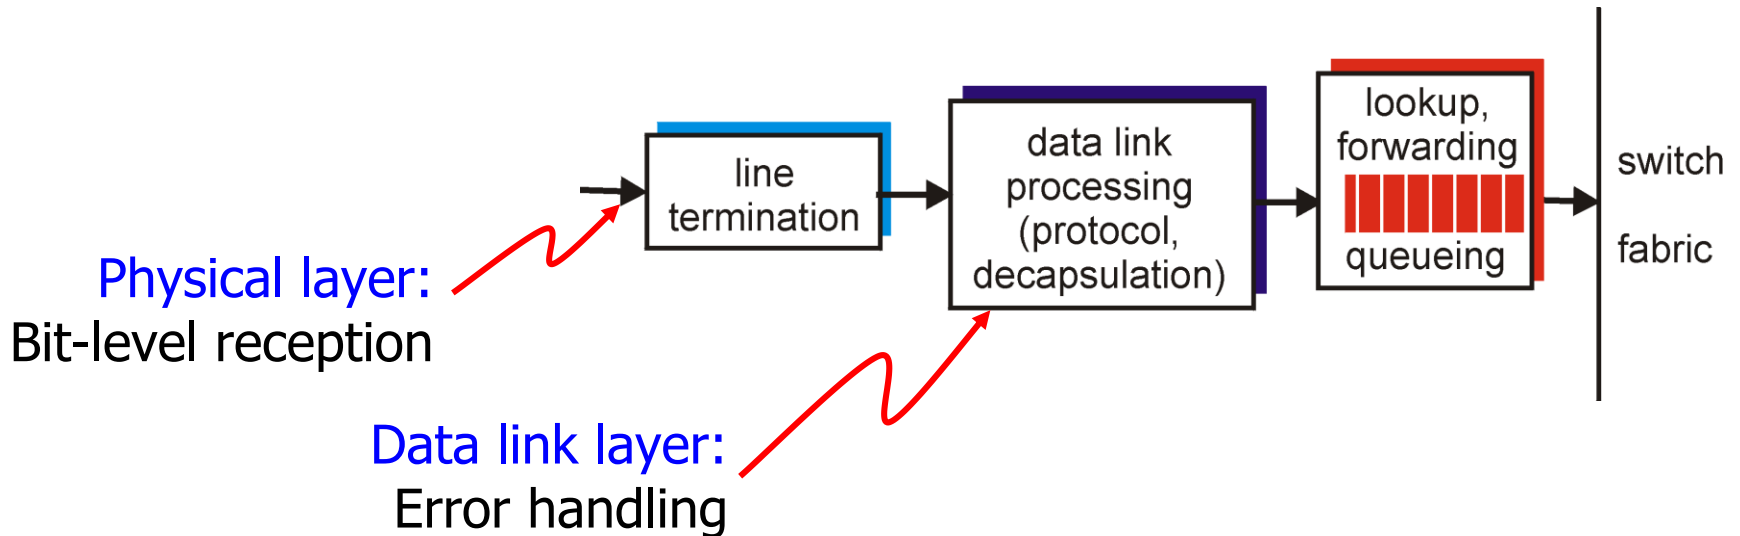 line
termination
data link
processing
(protocol,
decapsulation)
lookup,
forwarding
queueing
switch
fabric
Physical layer:
Bit-level reception
Data link layer:
Error handling